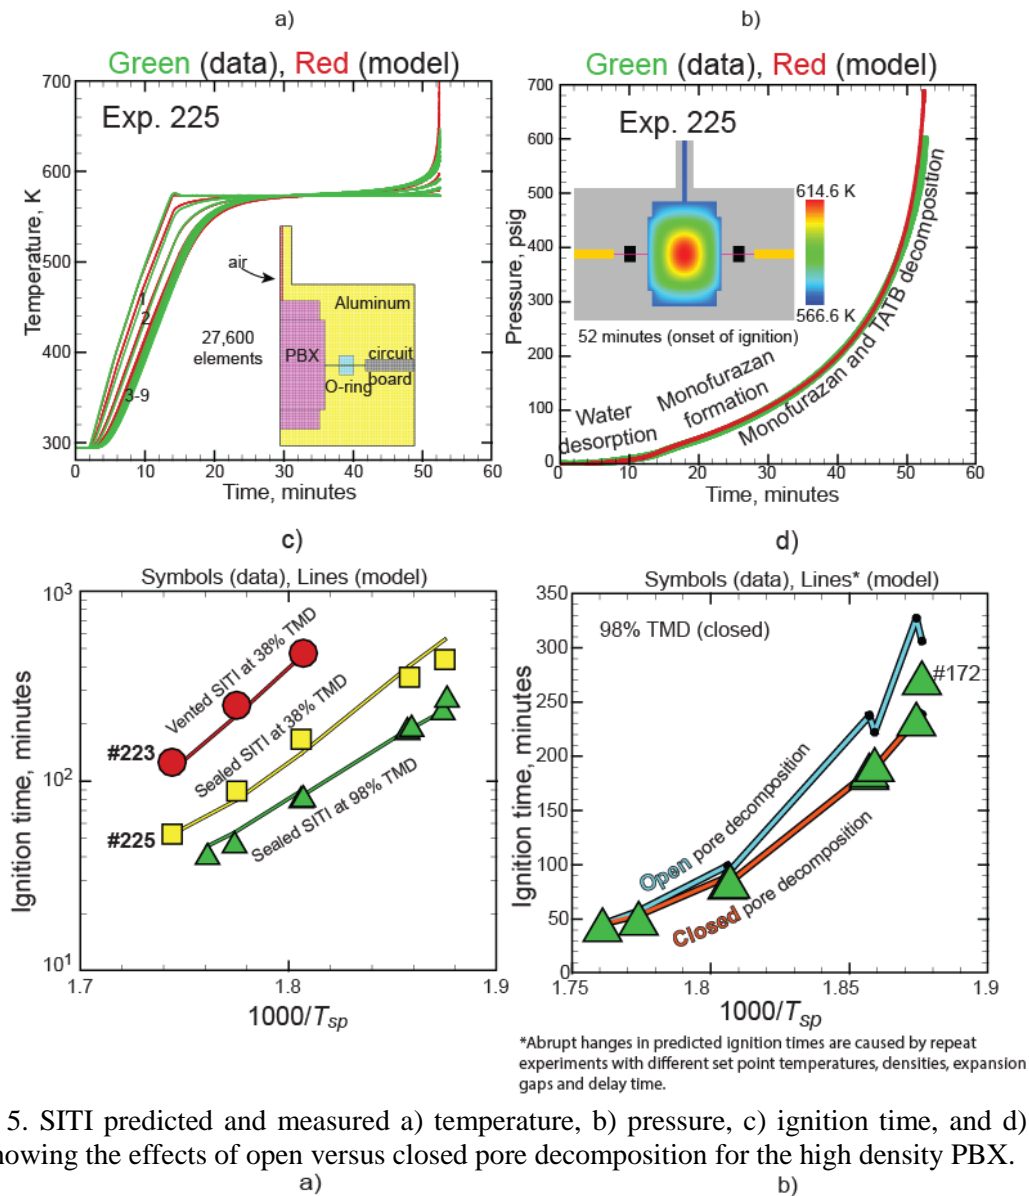 a)
b)
Green (data), Red (model)
Green (data), Red (model)
700
600
500
400
300
Temperature, K
Exp. 225
1
2
3-9
air
27,600
elements
Aluminum
PBX
O-ring
circuit
board
0
10
20
30
40
50
60
Time, minutes
700
600
500
400
300
200
100
0
Pressure, psig
Exp. 225
614.6 K
566.6 K
52 minutes (onset of ignition)
Water
desorption
Monofurazan
formation
Monofurazan and TATB decomposition
0
10
20
30
40
50
60
Time, minutes
c)
d)
Symbols (data), Lines (model)
10³
10²
10¹
Ignition time, minutes
Vented SITI at 38% TMD
Sealed SITI at 38% TMD
Sealed SITI at 98% TMD
#223
#225
1.7
1.8
1.9
1000/Tsp
Symbols (data), Lines* (model)
350
300
250
200
150
100
50
0
Ignition time, minutes
98% TMD (closed)
#172
Open pore decomposition
Closed pore decomposition
1.75
1.8
1.85
1.9
1000/Tsp
*Abrupt hanges in predicted ignition times are caused by repeat
experiments with different set point temperatures, densities, expansion
gaps and delay time.
5. SITI predicted and measured a) temperature, b) pressure, c) ignition time, and d)
howing the effects of open versus closed pore decomposition for the high density PBX.
a)
b)